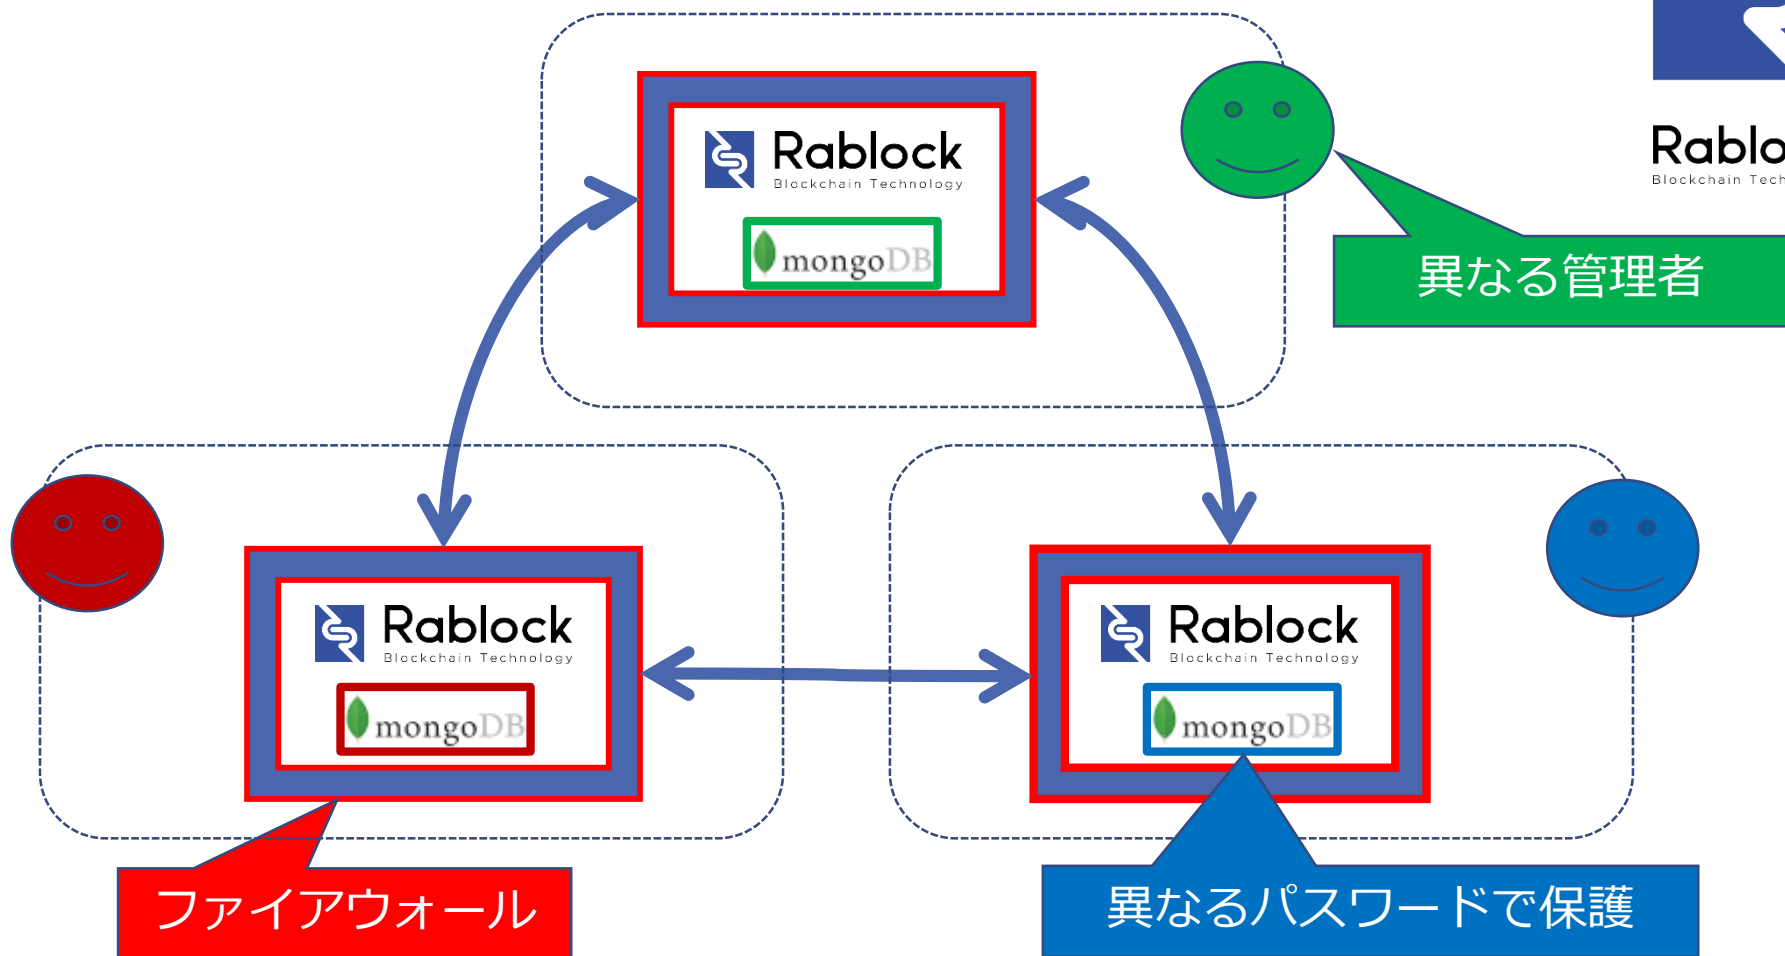 Rablock
Blockchain Technology
mongoDB
異なる管理者
Rablock
Blockchain Technology
mongoDB
Rablock
Blockchain Technology
mongoDB
ファイアウォール
異なるパスワードで保護